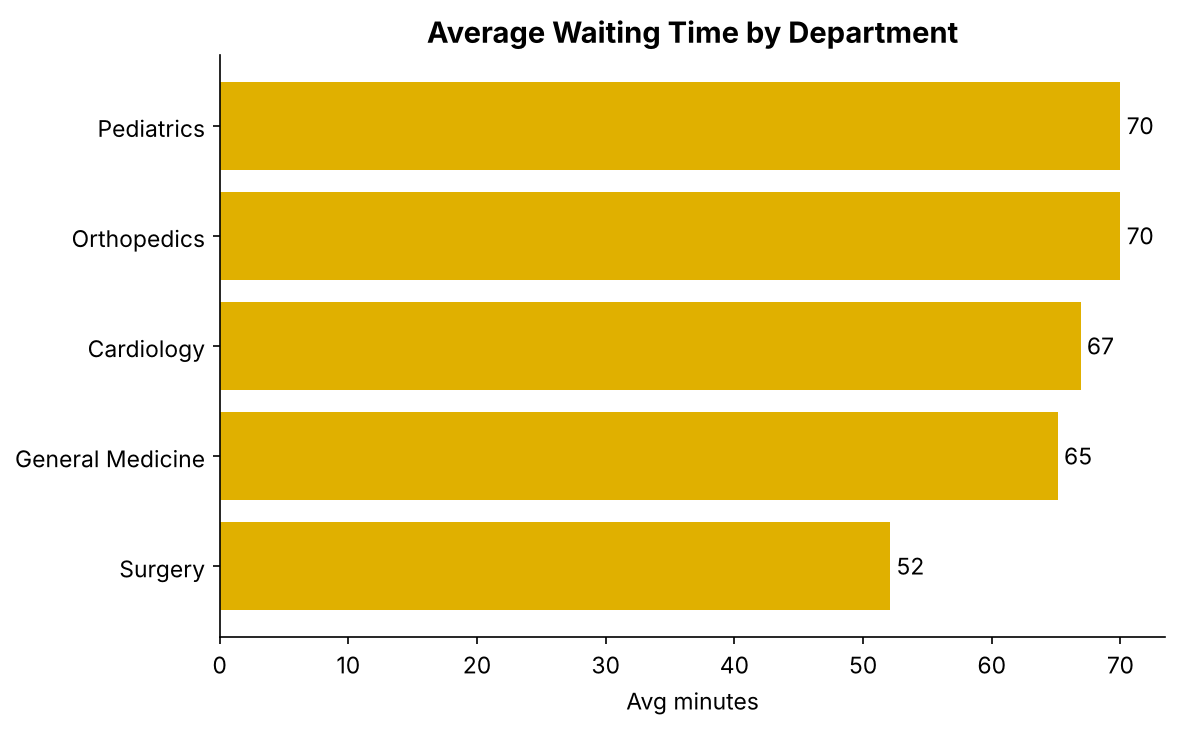 Average Waiting Time by Department
Pediatrics 70
Orthopedics 70
Cardiology 67
General Medicine 65
Surgery 52
0 10 20 30 40 50 60 70
Avg minutes